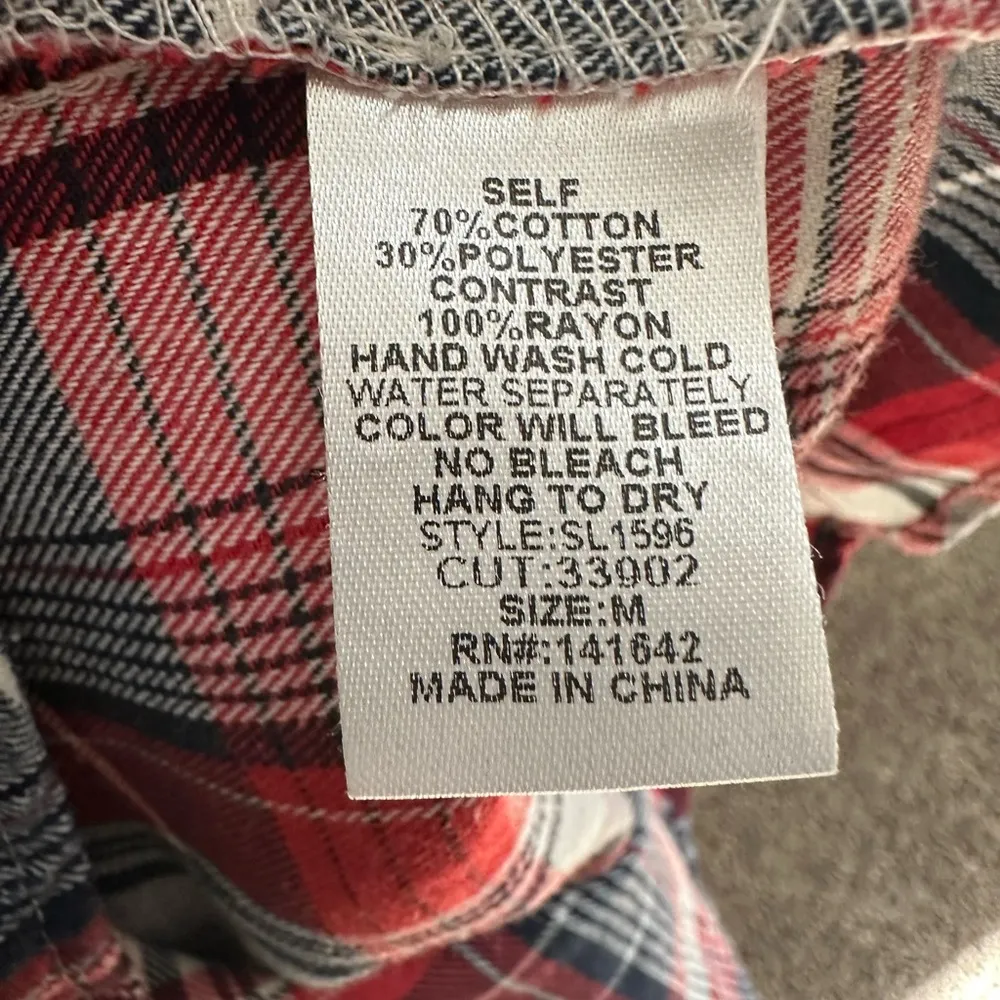 SELF
70%COTTON
30%POLYESTER
CONTRAST
100%RAYON
HAND WASH COLD
WATER SEPARATELY
COLOR WILL BLEED
NO BLEACH
HANG TO DRY
STYLE:SL1596
CUT:33902
SIZE:M
RN#:141642
MADE IN CHINA